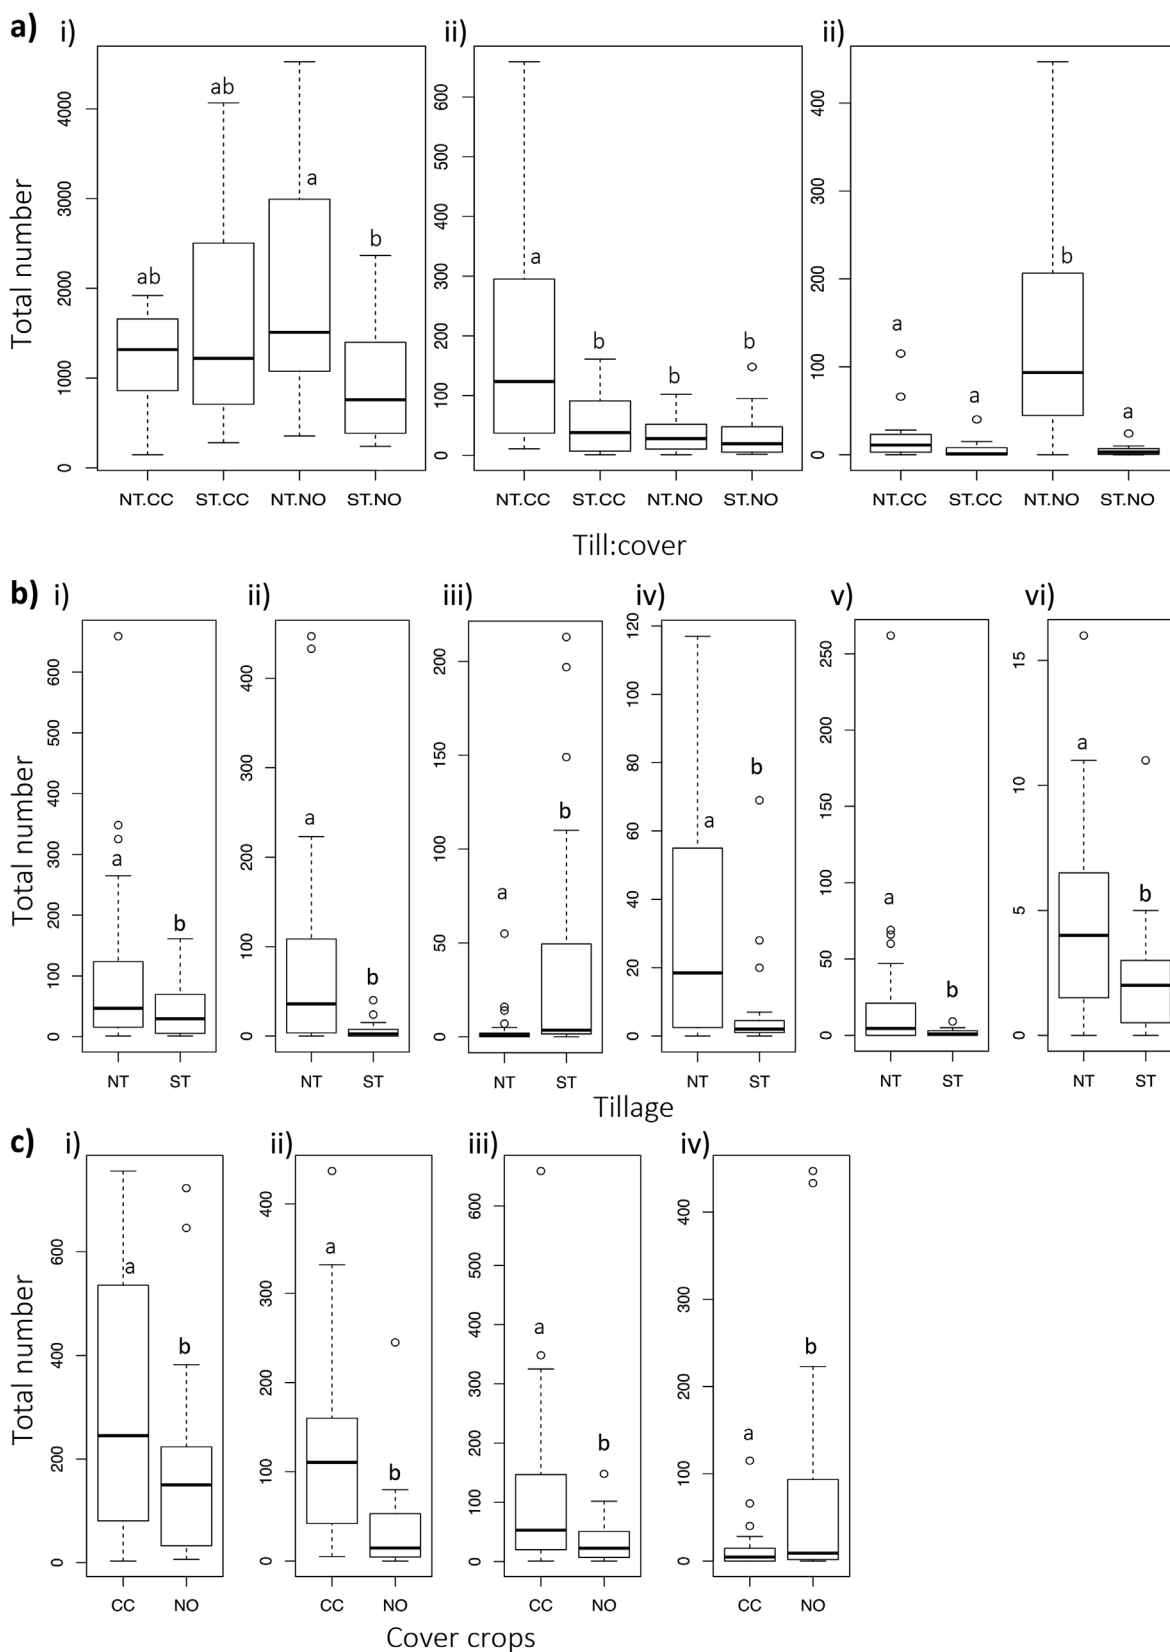 a) i) ii) ii)
Total number
0 1000 2000 3000 4000
ab ab a b
NT.CC ST.CC NT.NO ST.NO
0 100 200 300 400 500 600
a b b b
NT.CC ST.CC NT.NO ST.NO
0 100 200 300 400
a a b a
NT.CC ST.CC NT.NO ST.NO
Till:cover
b) i) ii) iii) iv) v) vi)
Total number
0 100 200 300 400 500 600
a b
NT ST
0 100 200 300 400
a b
NT ST
0 50 100 150 200
a b
NT ST
0 20 40 60 80 100 120
a b
NT ST
0 50 100 150 200 250
a b
NT ST
0 5 10 15
a b
NT ST
Tillage
c) i) ii) iii) iv)
Total number
0 200 400 600
a b
CC NO
0 100 200 300 400
a b
CC NO
0 100 200 300 400 500 600
a b
CC NO
0 100 200 300 400
a b
CC NO
Cover crops